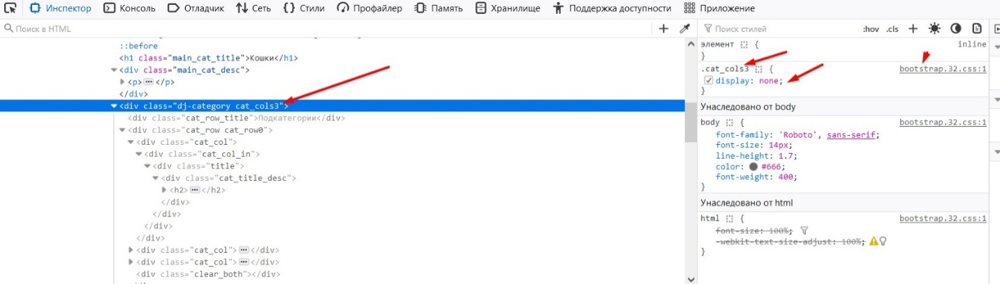 Инспектор Консоль Отладчик Сеть {} Стили Профайлер Память Хранилище Поддержка доступности Приложение
Поиск в HTML +
::before
<h1 class="main_cat_title">Кошки</h1>
<div class="main_cat_desc">
<p>···</p>
</div>
<div class="dj-category cat_cols3">
<div class="cat_row_title">Подкатегории</div>
<div class="cat_row cat_row0">
<div class="cat_col">
<div class="cat_col_in">
<div class="title">
<div class="cat_title_desc">
<h2>···</h2>
</div>
</div>
</div>
</div>
<div class="cat_col">···</div>
<div class="cat_col">···</div>
<div class="clear_both"></div>
Поиск стилей :hov .cls +
элемент { inline
}
.cat_cols3 { bootstrap.32.css:1
display: none;
}
Унаследовано от body
body { bootstrap.32.css:1
font-family: 'Roboto', sans-serif;
font-size: 14px;
line-height: 1.7;
color: #666;
font-weight: 400;
}
Унаследовано от html
html { bootstrap.32.css:1
font-size: 100%;
-webkit-text-size-adjust: 100%;
}